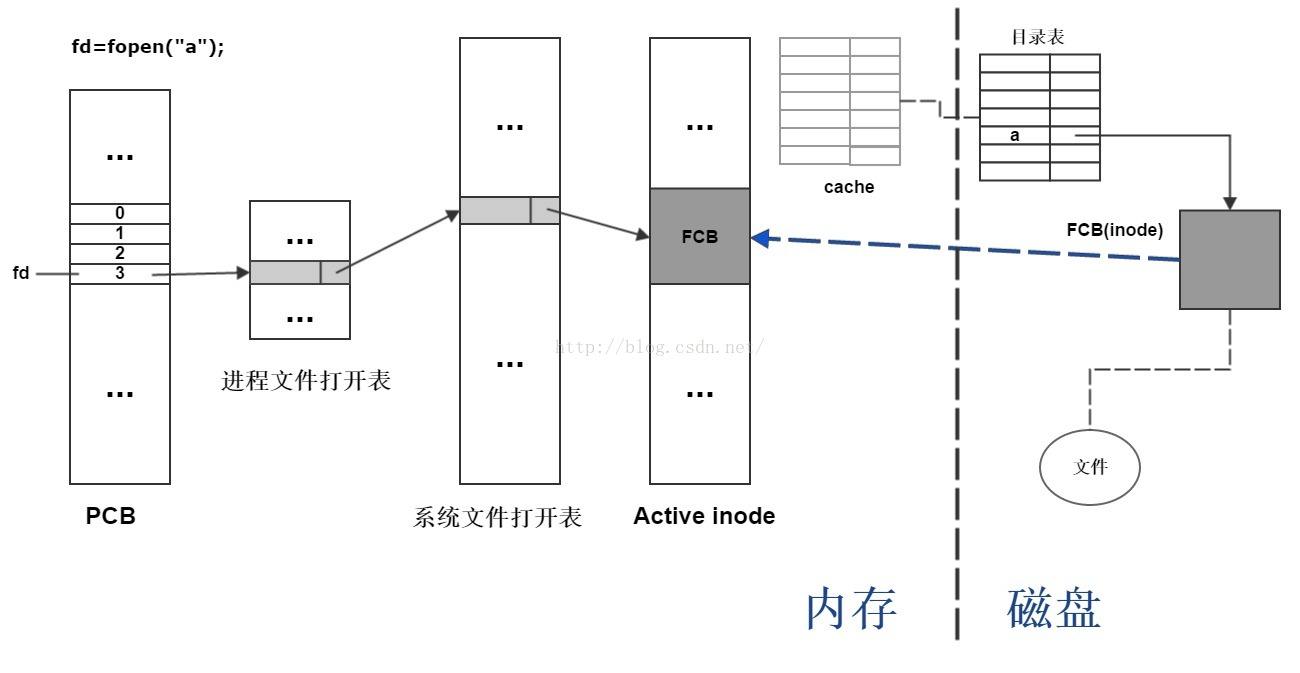 fd=fopen("a");
目录表
...
...
...
a
0
1
2
3
fd
...
cache
FCB
FCB(inode)
...
http://blog.csdn.net/
进程文件打开表
...
...
...
文件
PCB
系统文件打开表
Active inode
内存
磁盘